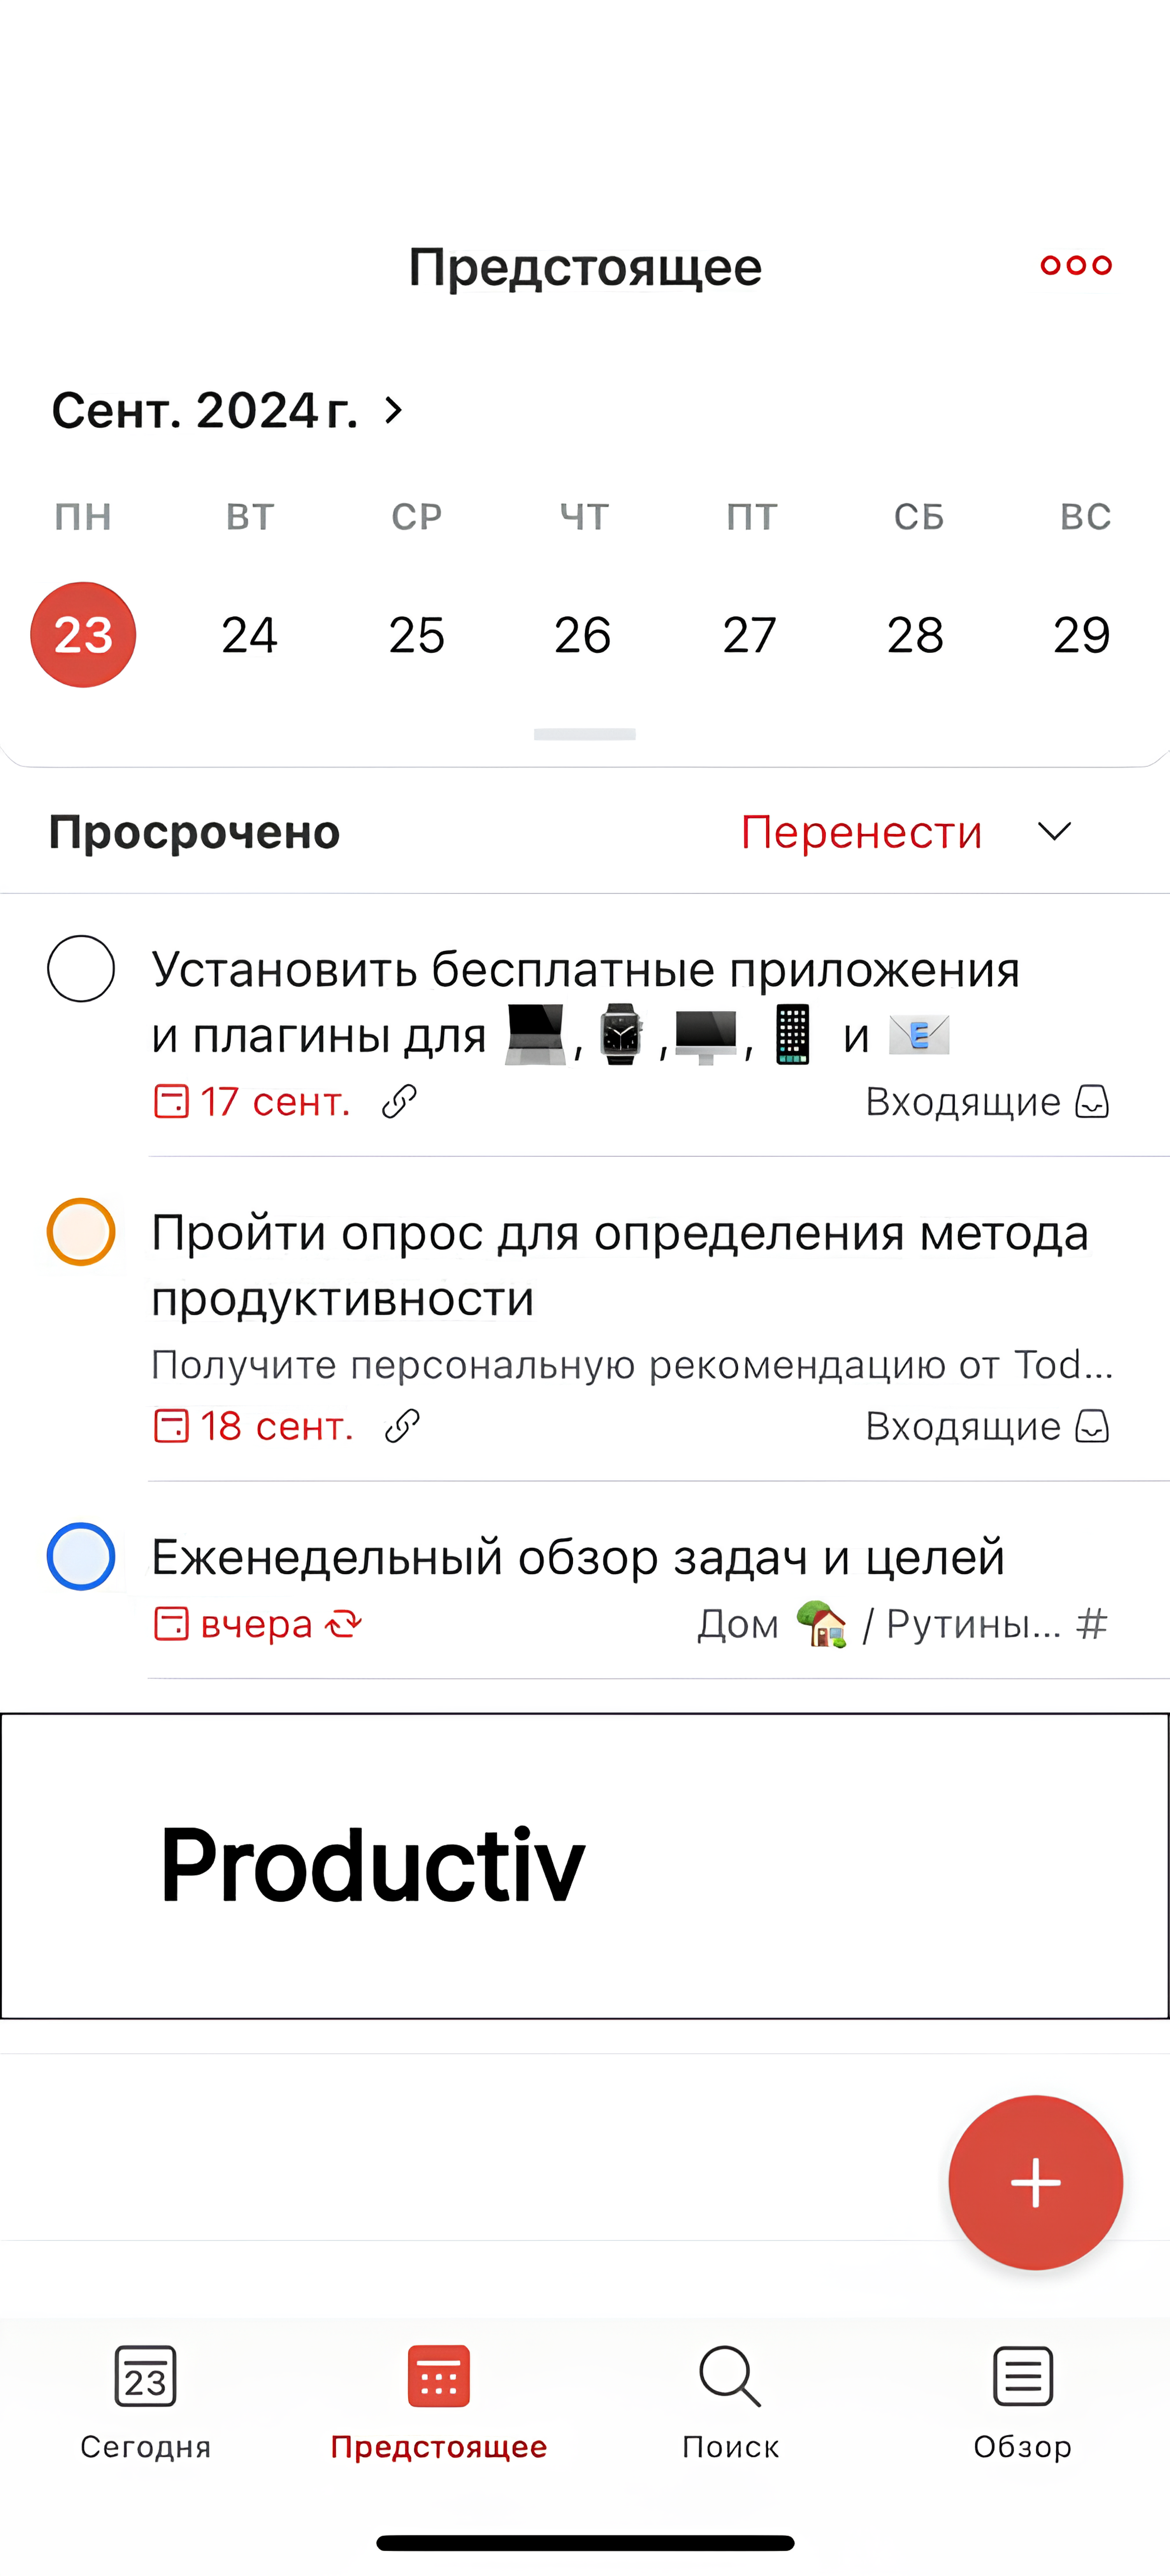 Предстоящее
Сент. 2024 г.
ПН ВТ СР ЧТ ПТ СБ ВС
23 24 25 26 27 28 29
Просрочено Перенести
Установить бесплатные приложения
и плагины для 💻, ⌚ ,🖥, 📱 и 📧
17 сент. Входящие
Пройти опрос для определения метода
продуктивности
Получите персональную рекомендацию от Tod...
18 сент. Входящие
Еженедельный обзор задач и целей
вчера Дом 🏡 / Рутины... #
Productiv
23
Сегодня Предстоящее Поиск Обзор